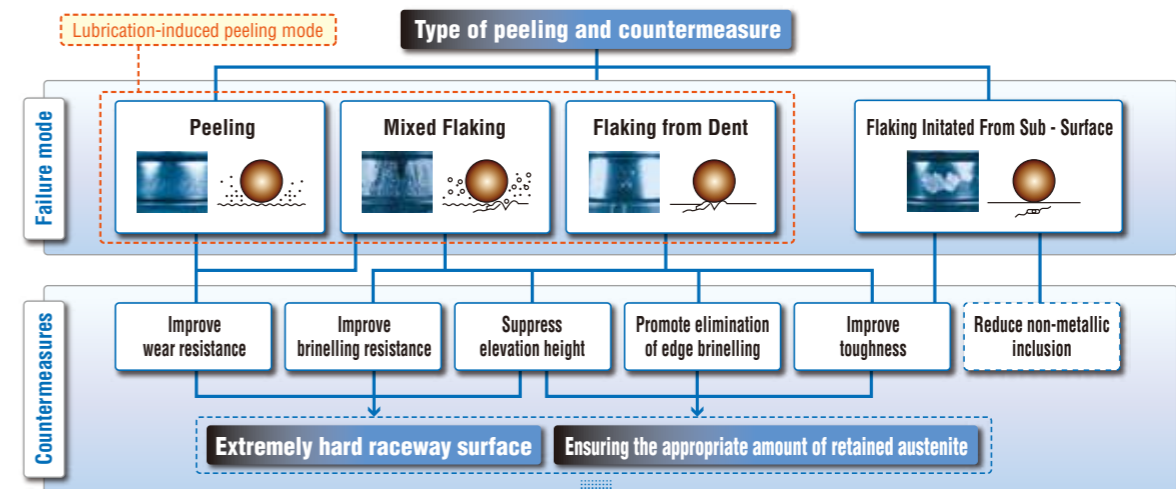 Lubrication-induced peeling mode
Type of peeling and countermeasure
Failure mode
Peeling
Mixed Flaking
Flaking from Dent
Flaking Initated From Sub - Surface
Countermeasures
Improve
wear resistance
Improve
brinelling resistance
Suppress
elevation height
Promote elimination
of edge brinelling
Improve
toughness
Reduce non-metallic
inclusion
Extremely hard raceway surface
Ensuring the appropriate amount of retained austenite